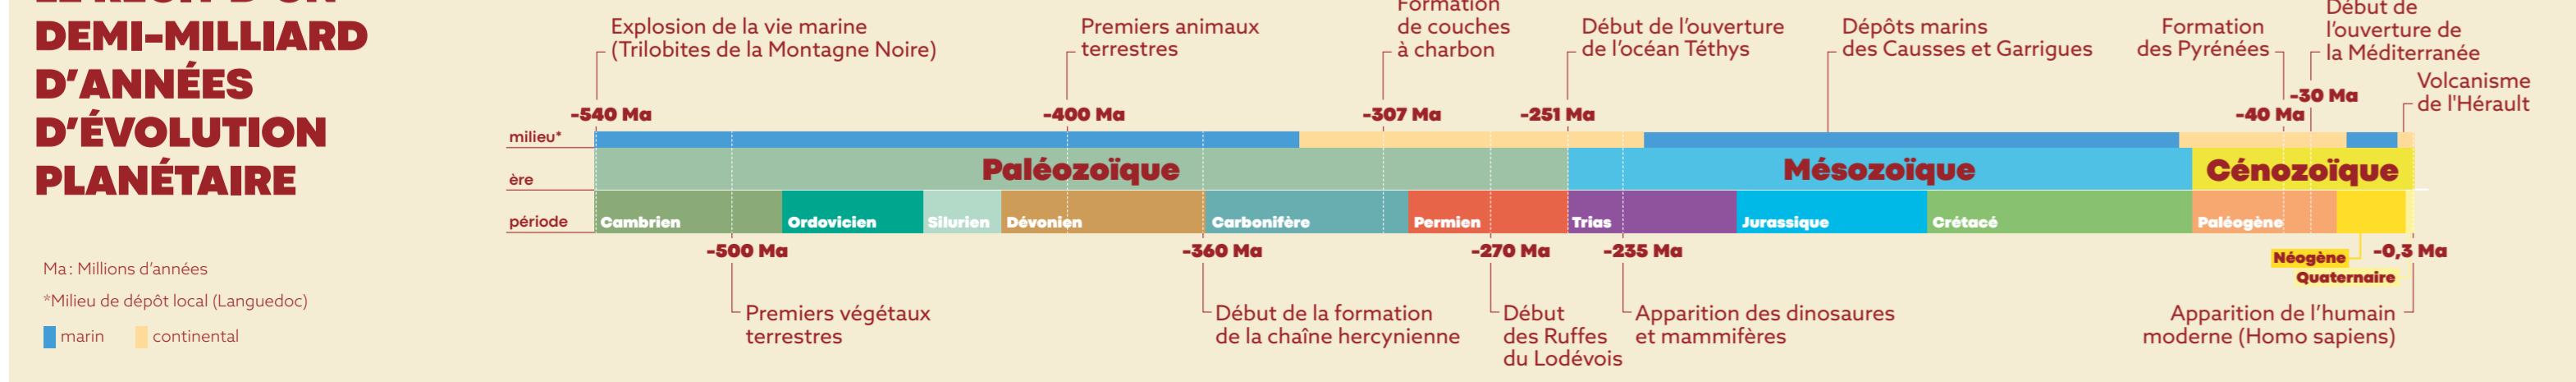 LE RÉCIT D'UN
DEMI-MILLIARD
D'ANNÉES
D'ÉVOLUTION
PLANÉTAIRE
Ma : Millions d'années
*Milieu de dépôt local (Languedoc)
marin
continental
Explosion de la vie marine
(Trilobites de la Montagne Noire)
Premiers animaux
terrestres
Formation
de couches
à charbon
Début de l'ouverture
de l'océan Téthys
Dépôts marins
des Causses et Garrigues
Formation
des Pyrénées
Début de
l'ouverture de
la Méditerranée
Volcanisme
de l'Hérault
-540 Ma
-400 Ma
-307 Ma
-251 Ma
-40 Ma
-30 Ma
milieu*
ère
Paléozoïque
Mésozoïque
Cénozoïque
période
Cambrien
Ordovicien
Silurien
Dévonien
Carbonifère
Permien
Trias
Jurassique
Crétacé
Paléogène
Néogène
Quaternaire
-500 Ma
-360 Ma
-270 Ma
-235 Ma
-0,3 Ma
Premiers végétaux
terrestres
Début de la formation
de la chaîne hercynienne
Début
des Ruffes
du Lodévois
Apparition des dinosaures
et mammifères
Apparition de l'humain
moderne (Homo sapiens)